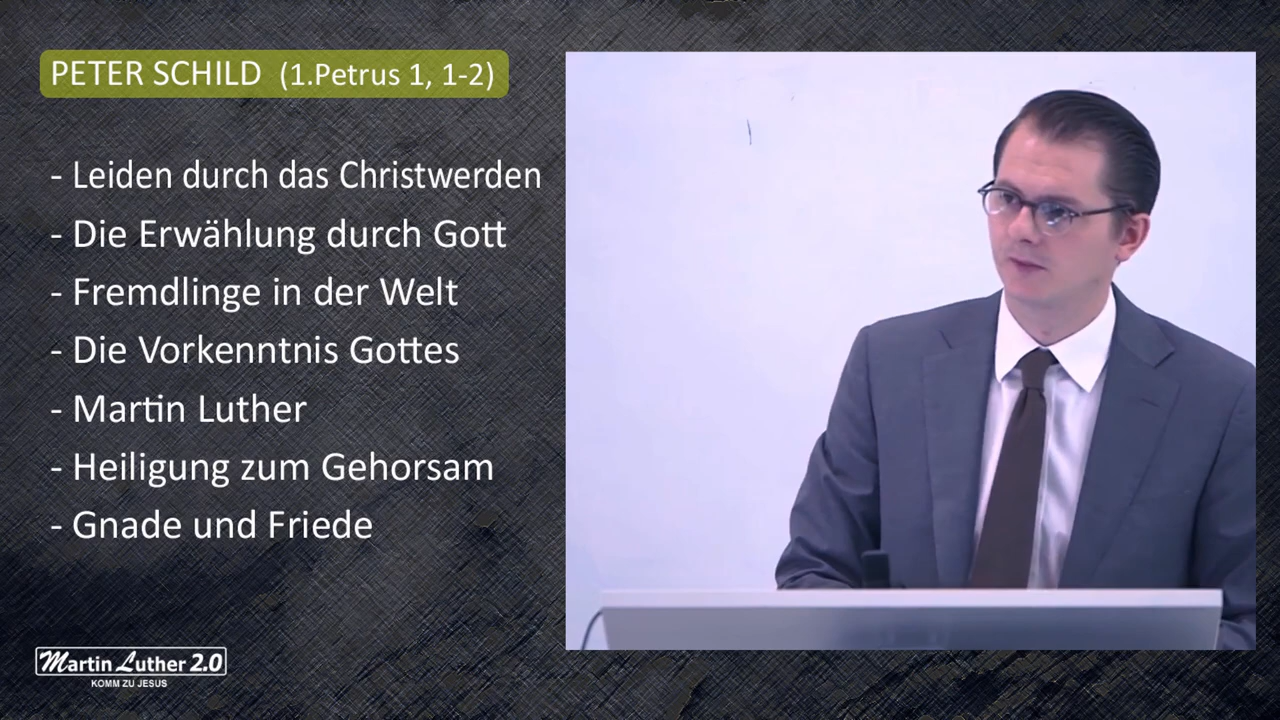 PETER SCHILD (1.Petrus 1, 1-2)
- Leiden durch das Christwerden
- Die Erwählung durch Gott
- Fremdlinge in der Welt
- Die Vorkenntnis Gottes
- Martin Luther
- Heiligung zum Gehorsam
- Gnade und Friede
Martin Luther 2.0
KOMM ZU JESUS